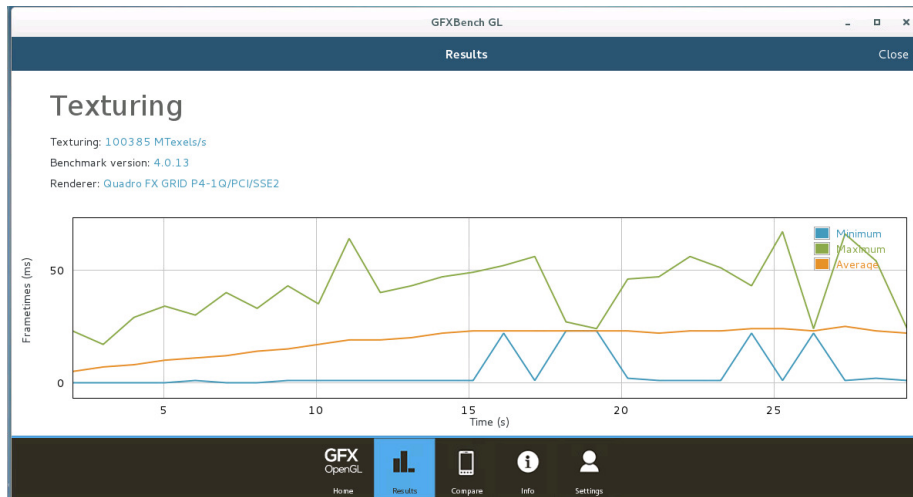 GFXBench GL
Results
Close
Texturing
Texturing: 100385 MTexels/s
Benchmark version: 4.0.13
Renderer: Quadro FX GRID P4-1Q/PCI/SSE2
Minimum
Maximum
Average
Frametimes (ms)
50
0
5 10 15 20 25
Time (s)
GFX
OpenGL
Home Results Compare Info Settings